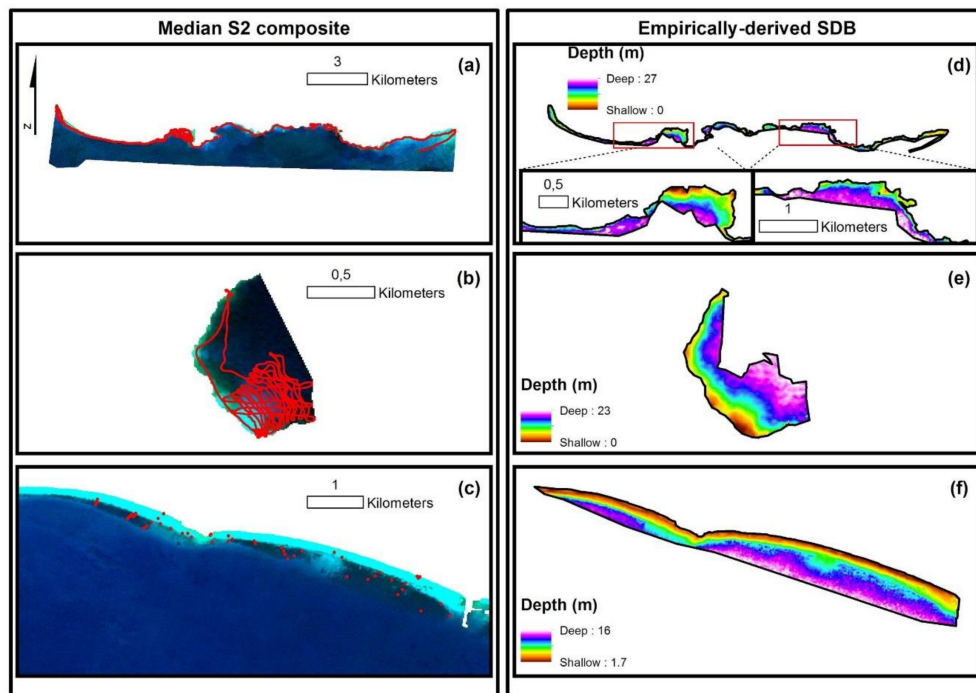 Median S2 composite
Empirically-derived SDB
3
Kilometers
(a)
N
Depth (m)
Deep : 27
Shallow : 0
(d)
0,5
Kilometers
1
Kilometers
0,5
Kilometers
(b)
(e)
Depth (m)
Deep : 23
Shallow : 0
1
Kilometers
(c)
(f)
Depth (m)
Deep : 16
Shallow : 1.7